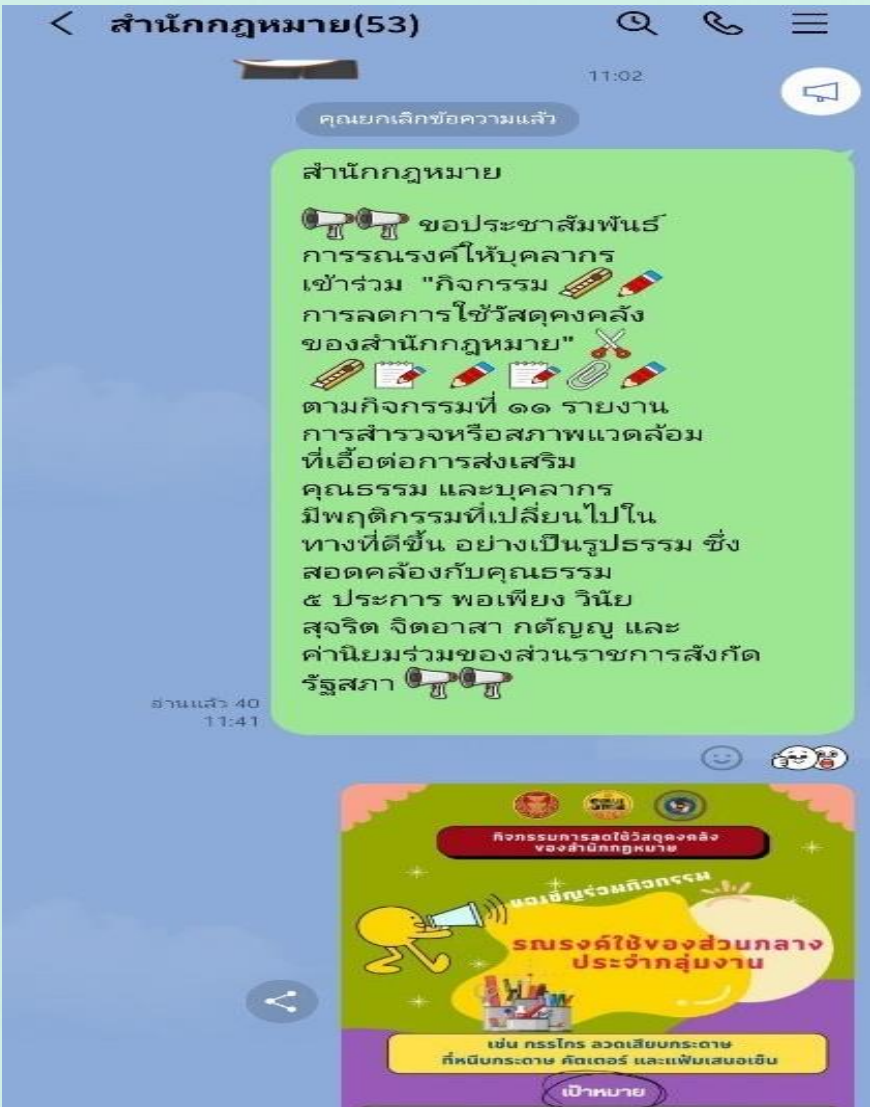 สำนักกฎหมาย(53)
11:02
คุณยกเลิกข้อความแล้ว
สำนักกฎหมาย
ขอประชาสัมพันธ์
การรณรงค์ให้บุคลากร
เข้าร่วม "กิจกรรม
การลดการใช้วัสดุคงคลัง
ของสำนักกฎหมาย"
ตามกิจกรรมที่ ๑๑ รายงาน
การสำรวจหรือสภาพแวดล้อม
ที่เอื้อต่อการส่งเสริม
คุณธรรม และบุคลากร
มีพฤติกรรมที่เปลี่ยนไปใน
ทางที่ดีขึ้น อย่างเป็นรูปธรรม ซึ่ง
สอดคล้องกับคุณธรรม
๕ ประการ พอเพียง วินัย
สุจริต จิตอาสา กตัญญู และ
ค่านิยมร่วมของส่วนราชการสังกัด
รัฐสภา
อ่านแล้ว 40
11:41
กิจกรรมการลดใช้วัสดุคงคลัง
ของสำนักกฎหมาย
ขอเชิญร่วมกิจกรรม
รณรงค์ใช้ของส่วนกลาง
ประจำกลุ่มงาน
เช่น กรรไกร ลวดเสียบกระดาษ
ที่หนีบกระดาษ คัตเตอร์ และแฟ้มเสนอเซ็น
เป้าหมาย